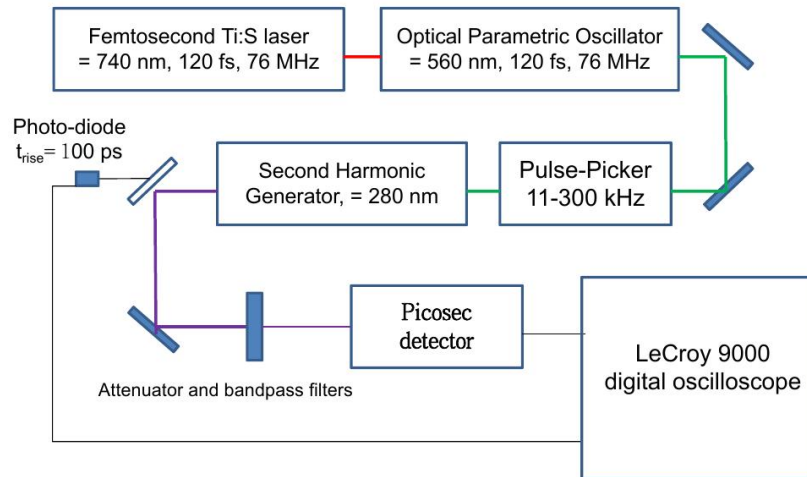 Femtosecond Ti:S laser
= 740 nm, 120 fs, 76 MHz
Optical Parametric Oscillator
= 560 nm, 120 fs, 76 MHz
Photo-diode
trise= 100 ps
Second Harmonic
Generator, = 280 nm
Pulse-Picker
11-300 kHz
Picosec
detector
LeCroy 9000
digital oscilloscope
Attenuator and bandpass filters